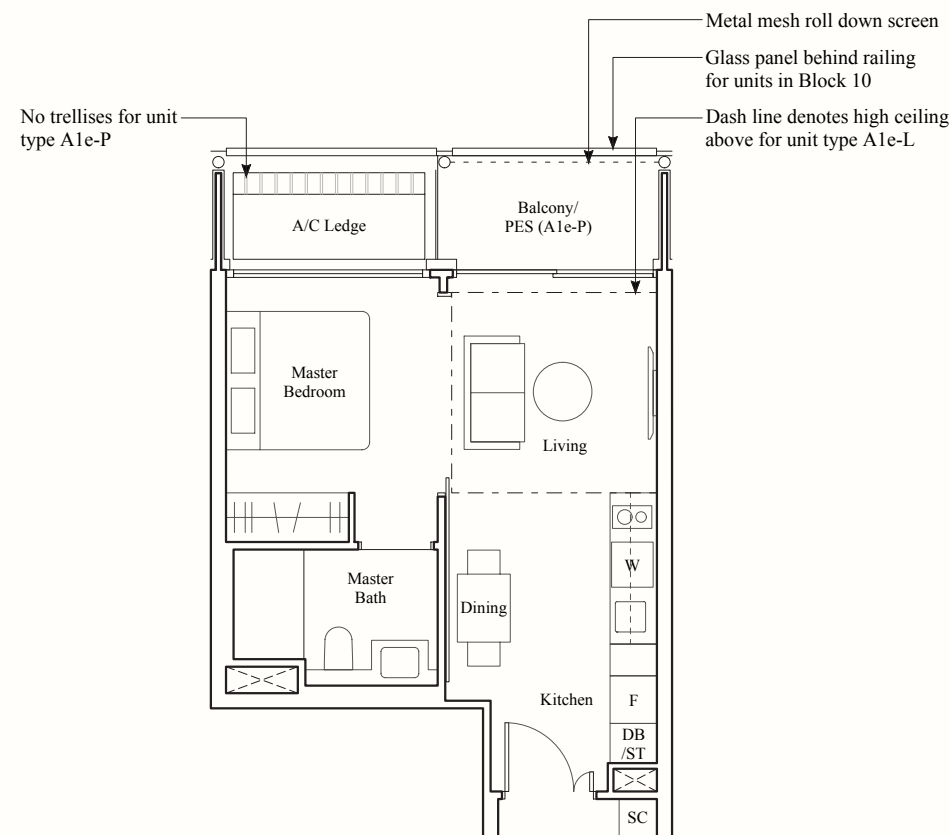 Metal mesh roll down screen
Glass panel behind railing
for units in Block 10
No trellises for unit
type A1e-P
Dash line denotes high ceiling
above for unit type A1e-L
A/C Ledge
Balcony/
PES (A1e-P)
Master
Bedroom
Living
W
Master
Bath
Dining
Kitchen
F
DB
/ST
SC